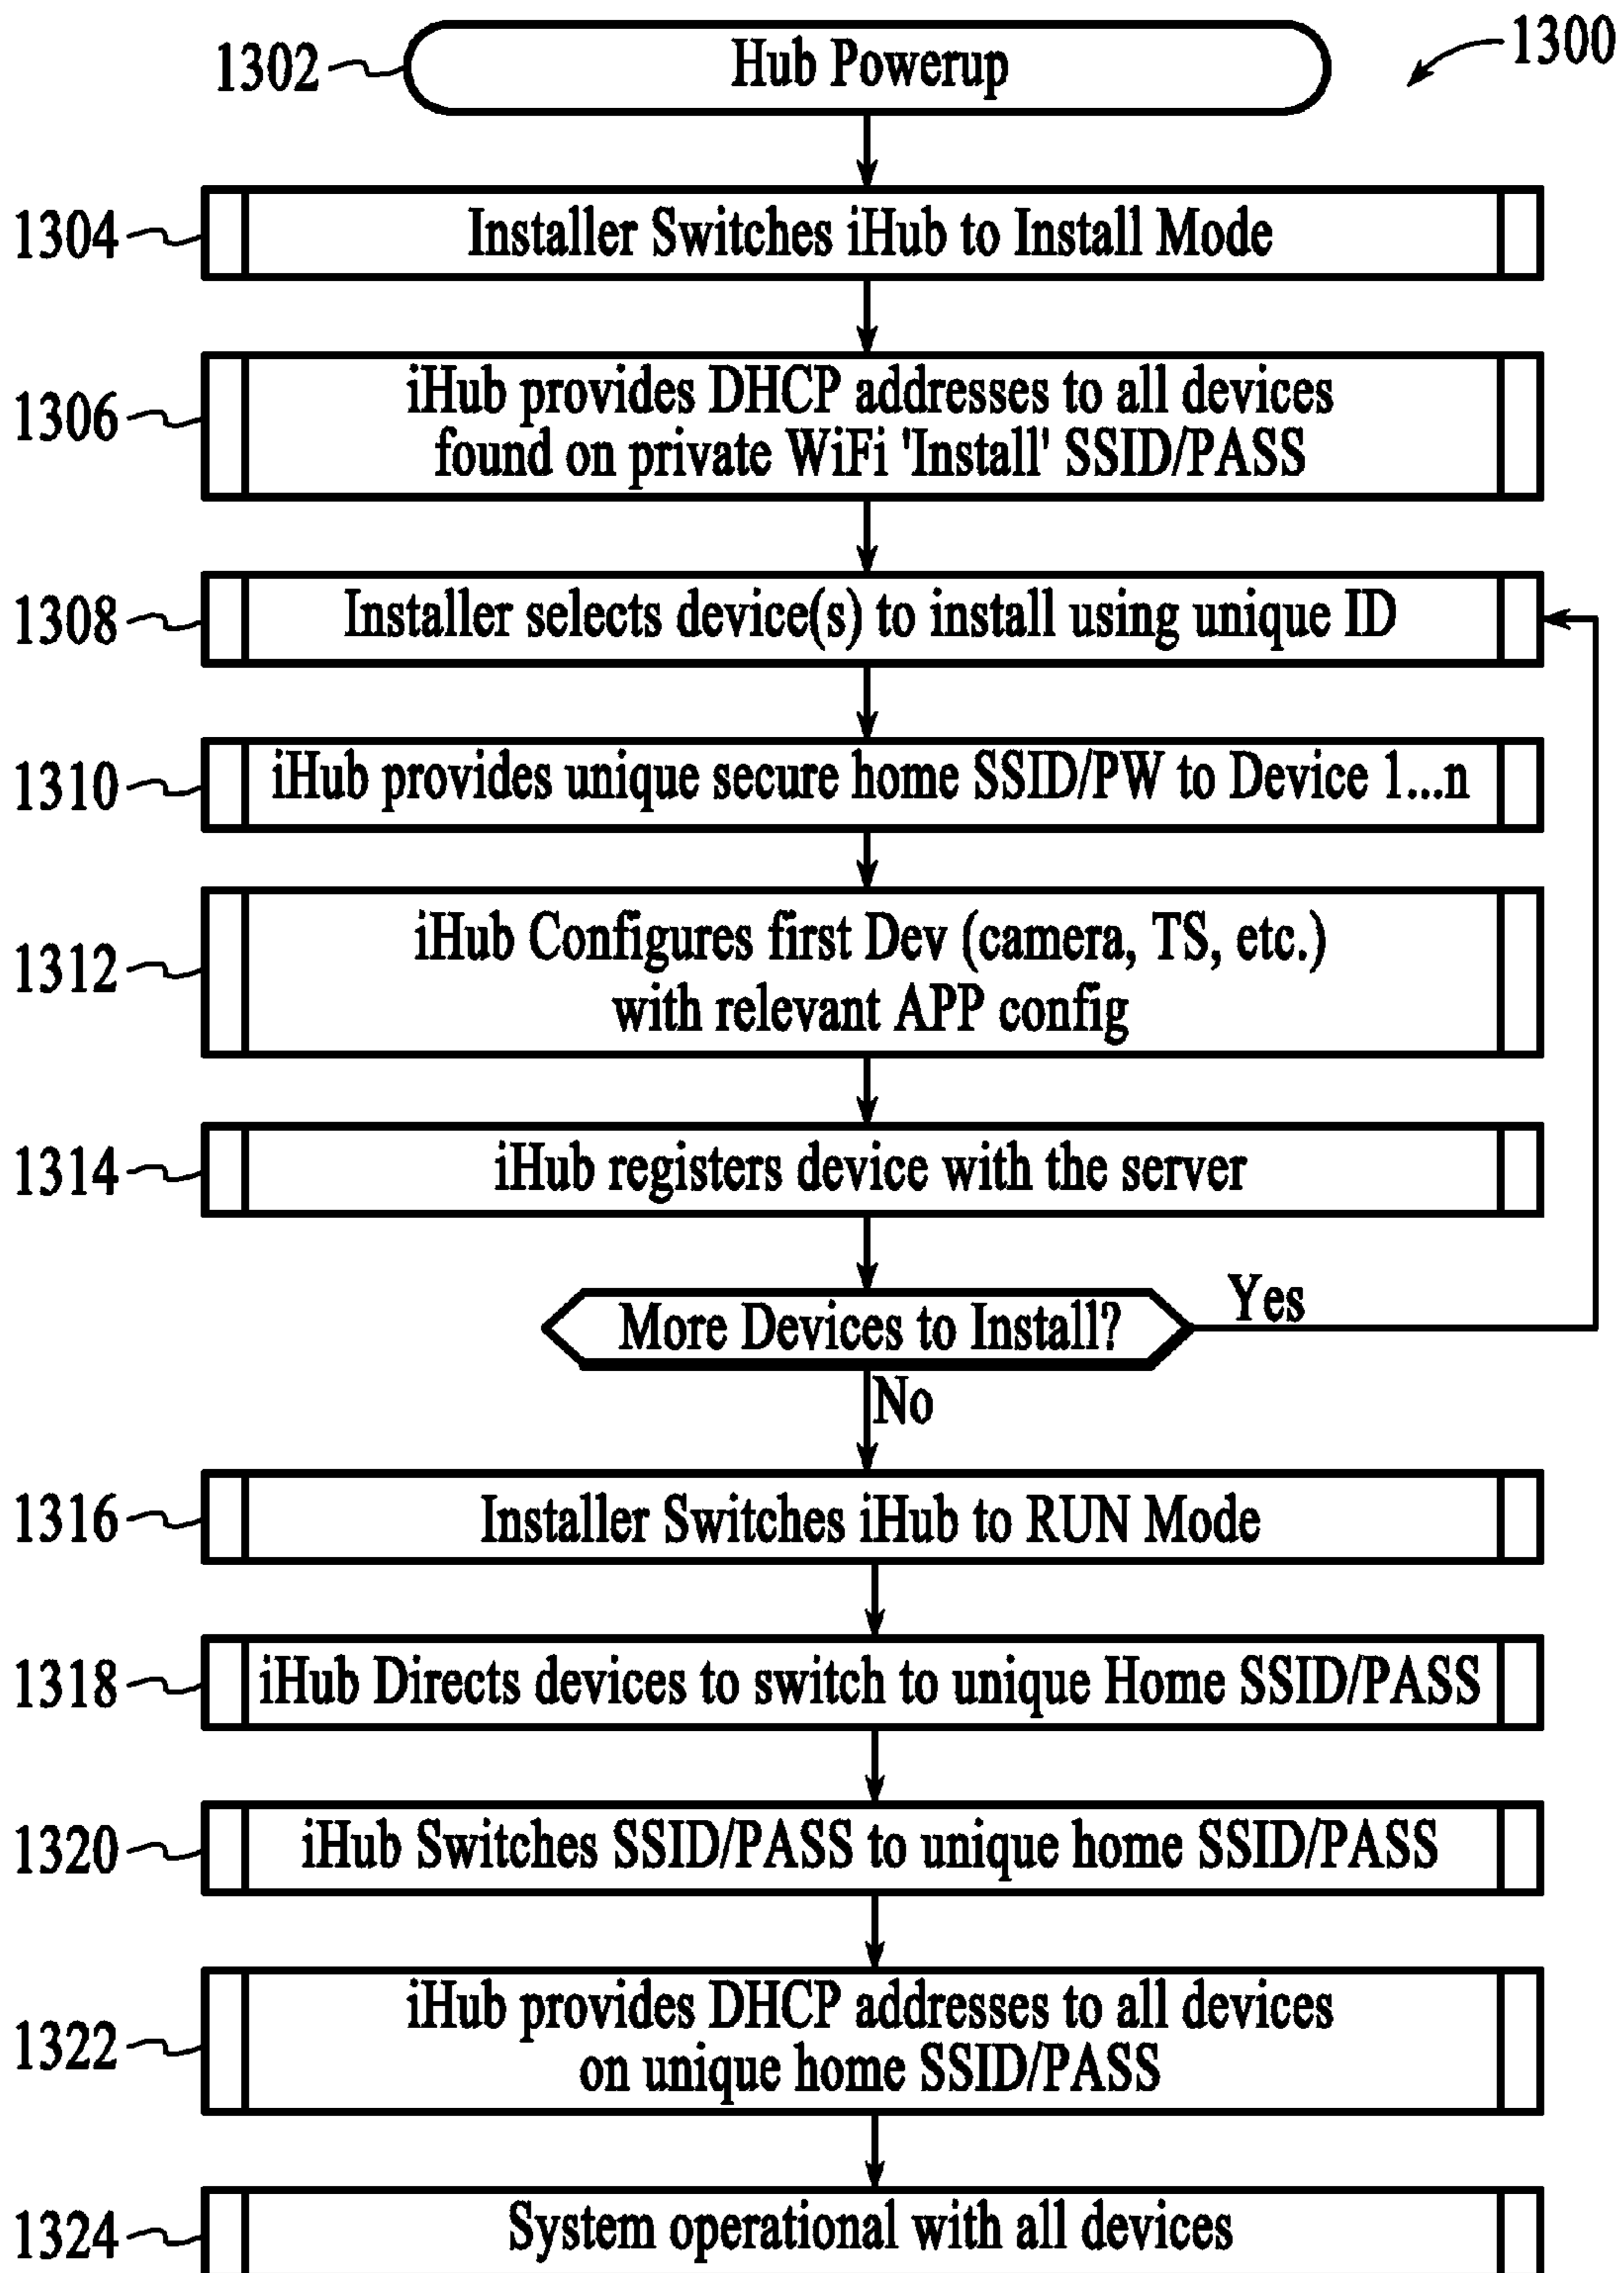 1300
1302
Hub Powerup
1304
Installer Switches iHub to Install Mode
1306
iHub provides DHCP addresses to all devices
found on private WiFi 'Install' SSID/PASS
1308
Installer selects device(s) to install using unique ID
1310
iHub provides unique secure home SSID/PW to Device 1...n
1312
iHub Configures first Dev (camera, TS, etc.)
with relevant APP config
1314
iHub registers device with the server
More Devices to Install?
Yes
No
1316
Installer Switches iHub to RUN Mode
1318
iHub Directs devices to switch to unique Home SSID/PASS
1320
iHub Switches SSID/PASS to unique home SSID/PASS
1322
iHub provides DHCP addresses to all devices
on unique home SSID/PASS
1324
System operational with all devices